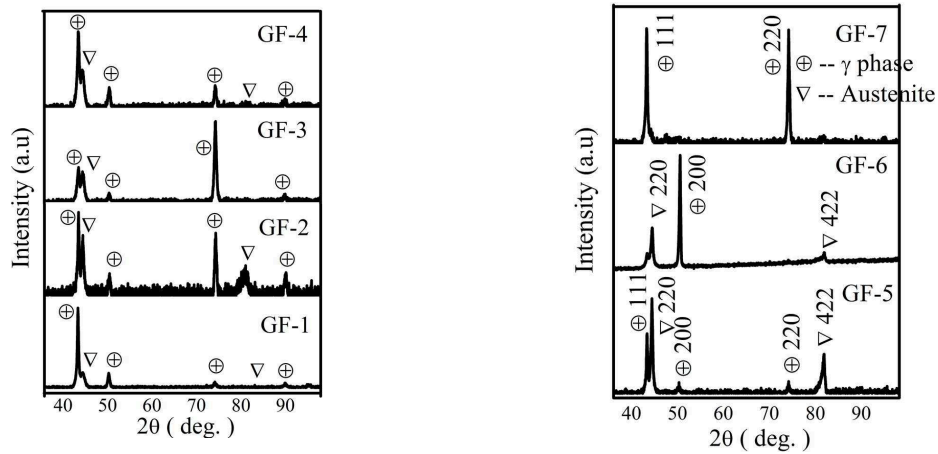 GF-4
⊕
∇
⊕
⊕
∇
⊕
GF-3
⊕
∇
⊕
⊕
⊕
GF-2
⊕
∇
⊕
⊕
∇
⊕
GF-1
⊕
∇
⊕
⊕
∇
⊕
Intensity (a.u)
40 50 60 70 80 90
2θ ( deg. )
GF-7
⊕ 111
⊕ 220
⊕ -- γ phase
∇ -- Austenite
GF-6
∇ 220
⊕ 200
∇ 422
GF-5
⊕ 111
∇ 220
⊕ 200
⊕ 220
∇ 422
Intensity (a.u)
40 50 60 70 80 90
2θ ( deg. )